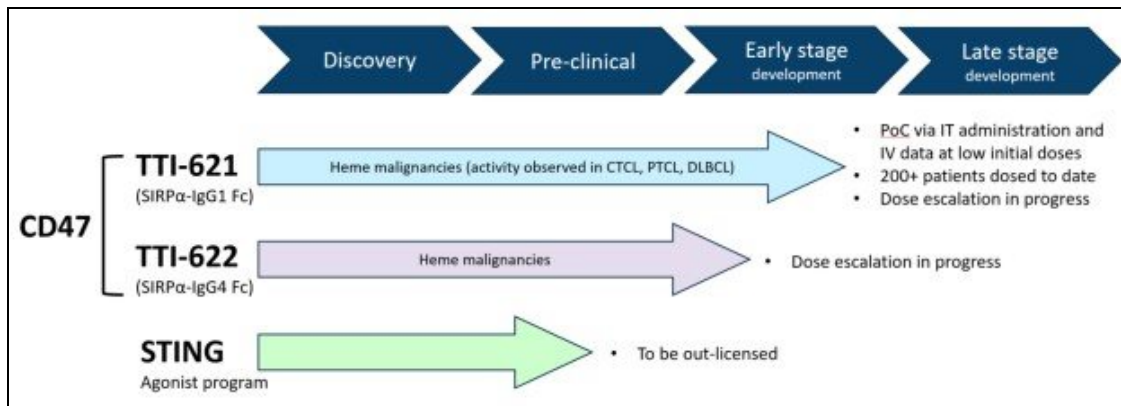 Discovery
Pre-clinical
Early stage
development
Late stage
development
CD47
TTI-621
(SIRPα-IgG1 Fc)
Heme malignancies (activity observed in CTCL, PTCL, DLBCL)
• PoC via IT administration and
IV data at low initial doses
• 200+ patients dosed to date
• Dose escalation in progress
TTI-622
(SIRPα-IgG4 Fc)
Heme malignancies
• Dose escalation in progress
STING
Agonist program
• To be out-licensed